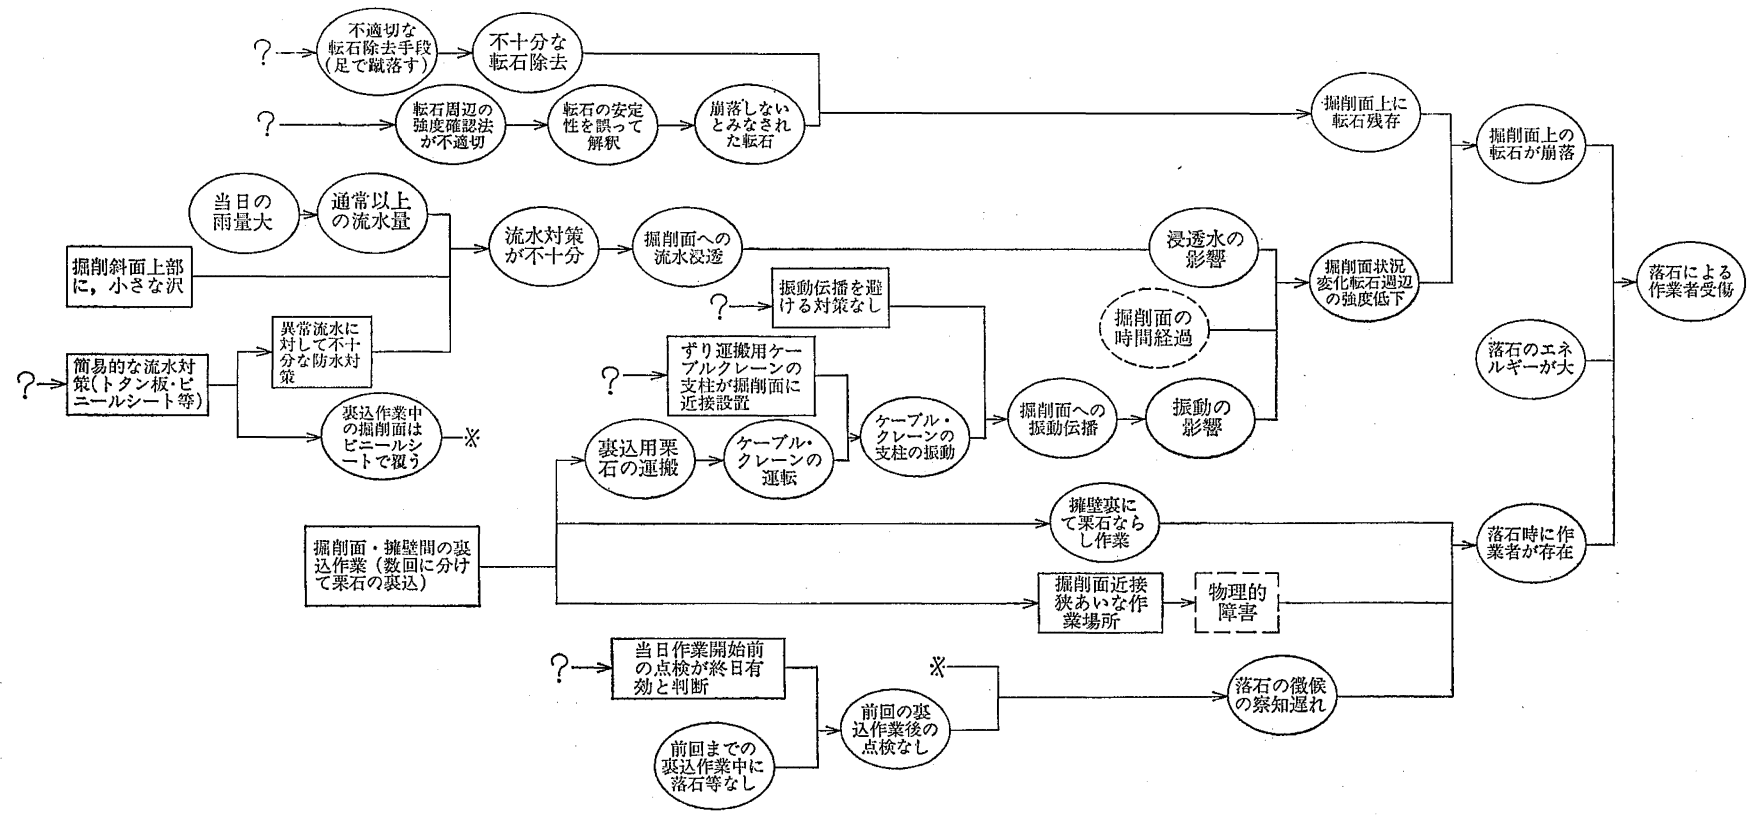 不適切な
転石除去手段
(足で蹴落す)
?
不十分な
転石除去
?
転石周辺の
強度確認法
が不適切
転石の安定
性を誤って
解釈
崩落しない
とみなされ
た転石
掘削面上に
転石残存
掘削面上の
転石が崩落
当日の
雨量大
通常以上
の流水量
掘削斜面上部
に,小さな沢
流水対策
が不十分
掘削面への
流水浸透
浸透水の
影響
掘削面状況
変化転石週辺
の強度低下
落石による
作業者受傷
?
振動伝播を避
ける対策なし
掘削面の
時間経過
落石のエネ
ルギーが大
?
簡易的な流水対
策(トタン板・ビ
ニールシート等)
異常流水に
対して不十
分な防水対
策
裏込作業中
の掘削面は
ビニールシ
ートで覆う
※
?
ずり運搬用ケー
ブルクレーンの
支柱が掘削面に
近接設置
裏込用栗
石の運搬
ケーブル・
クレーンの
運転
ケーブル・
クレーンの
支柱の振動
掘削面への
振動伝播
振動の
影響
掘削面・擁壁間の裏
込作業(数回に分け
て栗石の裏込)
擁壁裏に
て栗石なら
し作業
落石時に作
業者が存在
掘削面近接
狭あいな作
業場所
物理的
障害
?
当日作業開始前
の点検が終日有
効と判断
前回までの
裏込作業中に
落石等なし
※
前回の裏
込作業後の
点検なし
落石の徴候
の察知遅れ